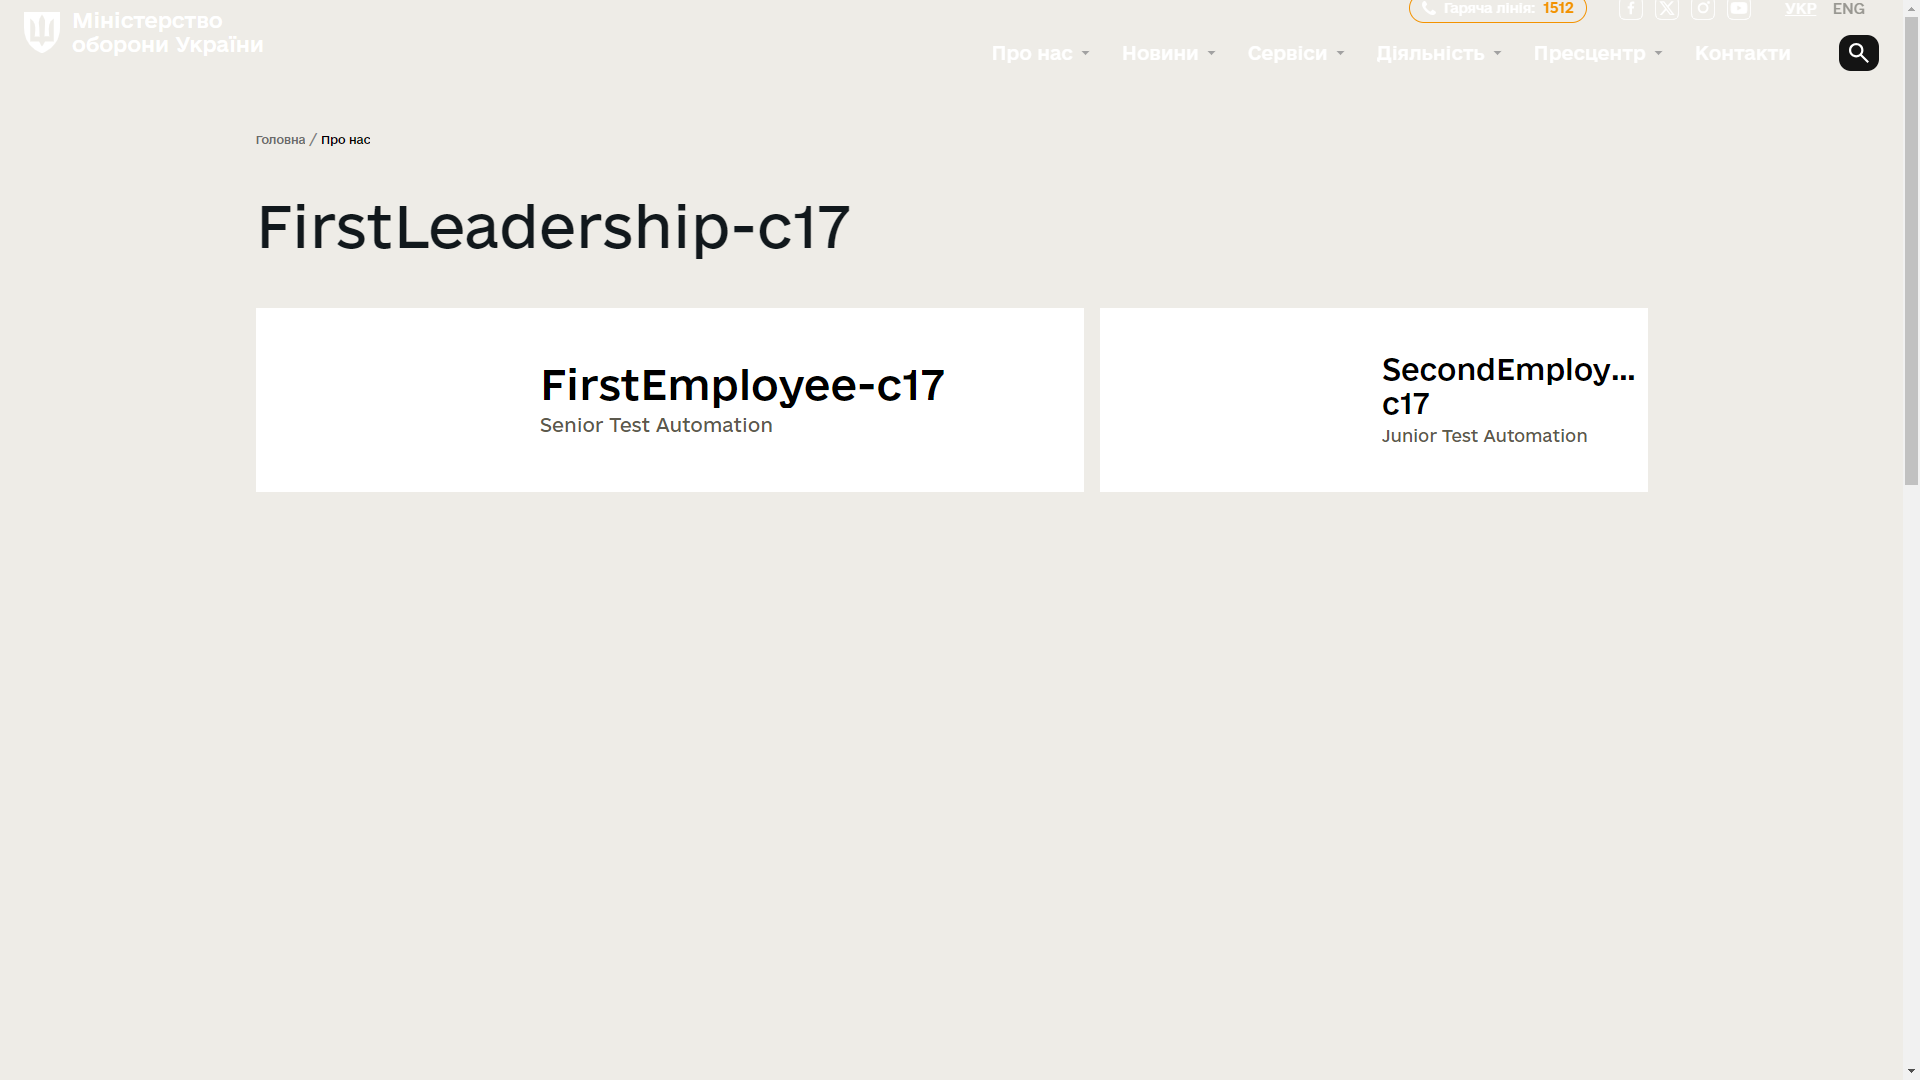 Міністерство
оборони України
Гаряча лінія: 1512
УКР ENG
Про нас Новини Сервіси Діяльність Пресцентр Контакти
Головна / Про нас
FirstLeadership-c17
FirstEmployee-c17
Senior Test Automation
SecondEmploy...
c17
Junior Test Automation